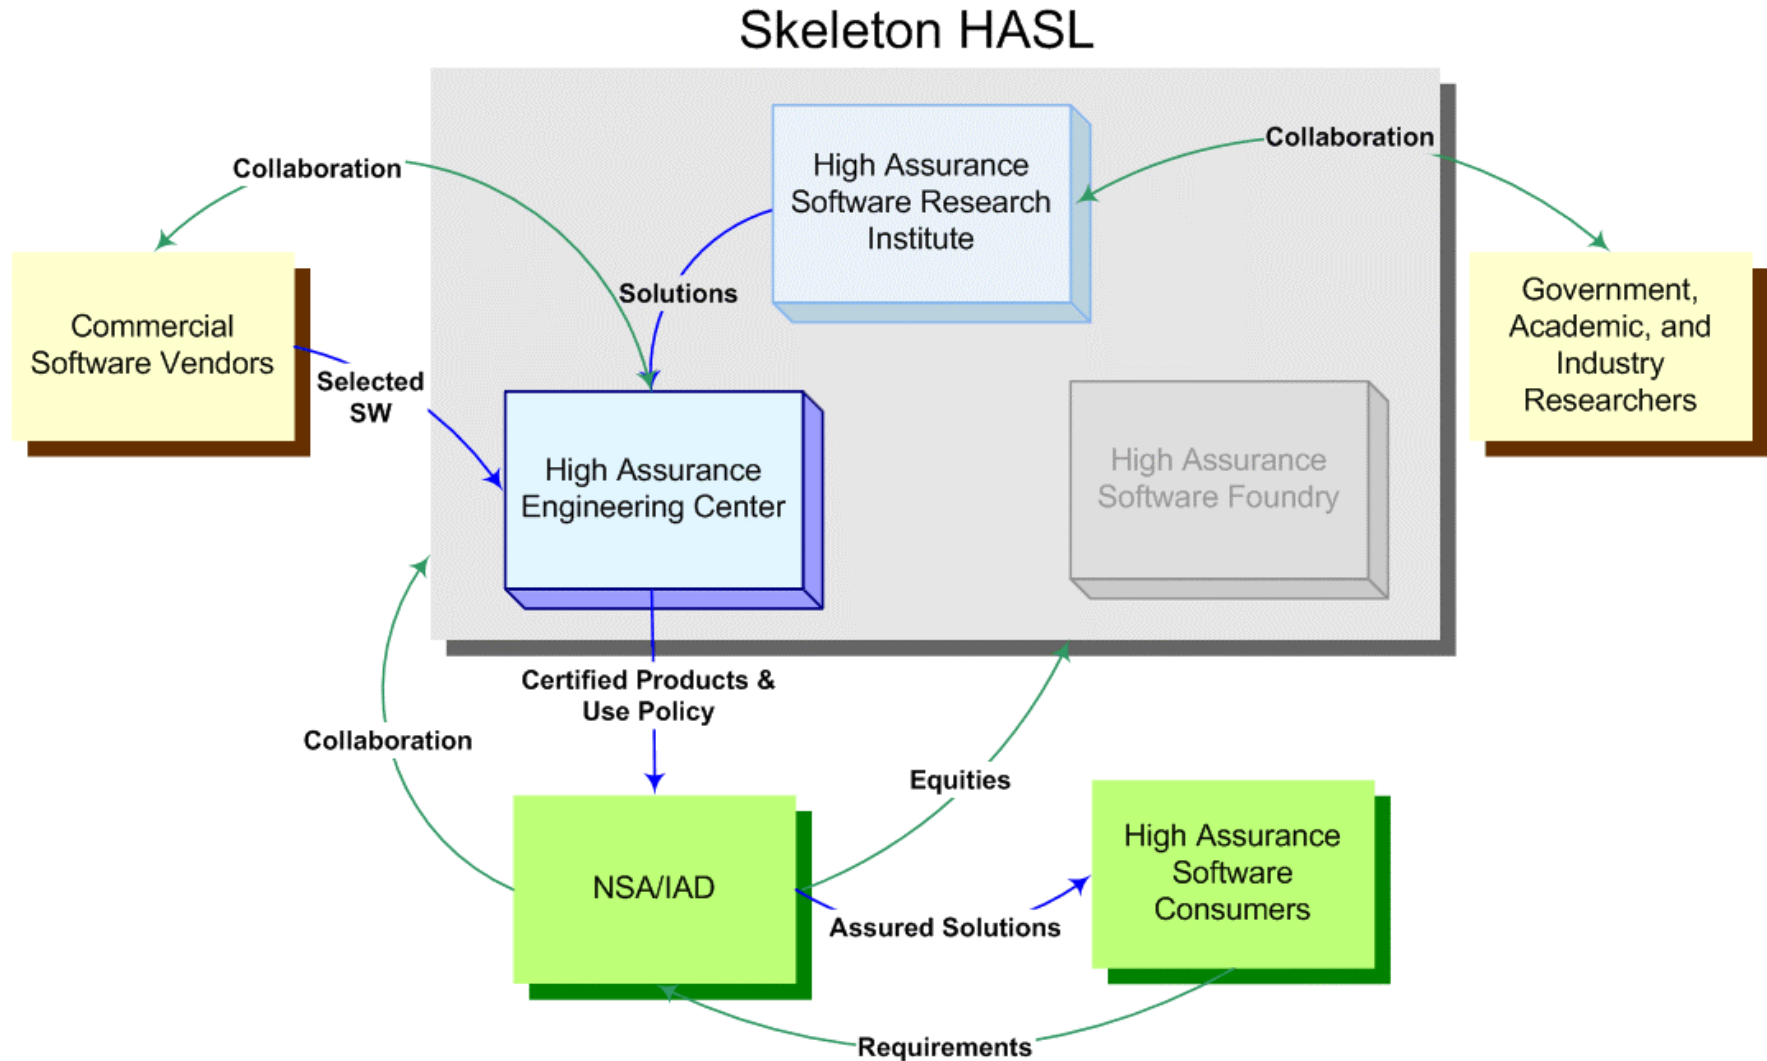 Skeleton HASL
Collaboration
High Assurance
Software Research
Institute
Collaboration
Solutions
Commercial
Software Vendors
Selected
SW
Government,
Academic, and
Industry
Researchers
High Assurance
Engineering Center
High Assurance
Software Foundry
Certified Products &
Use Policy
Collaboration
Equities
NSA/IAD
High Assurance
Software
Consumers
Assured Solutions
Requirements